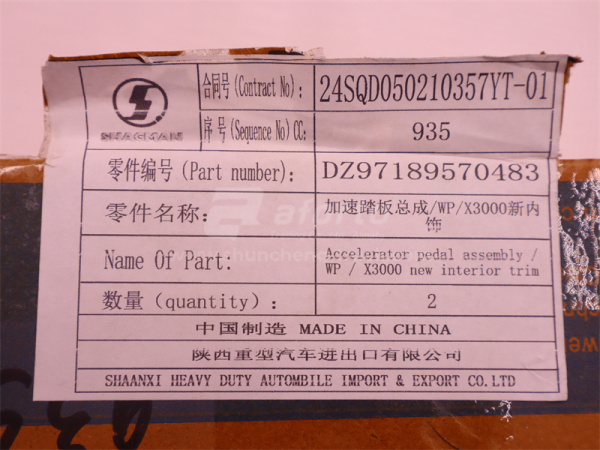 SHACMAN
合同号(Contract No): 24SQD050210357YT-01
序号(Sequence No)CC: 935
零件编号(Part number): DZ97189570483
零件名称: 加速踏板总成/WP/X3000新内
饰
Name Of Part: Accelerator pedal assembly /
WP / X3000 new interior trim
数量(quantity): 2
中国制造 MADE IN CHINA
陕西重型汽车进出口有限公司
SHAANXI HEAVY DUTY AUTOMBILE IMPORT & EXPORT CO.LTD